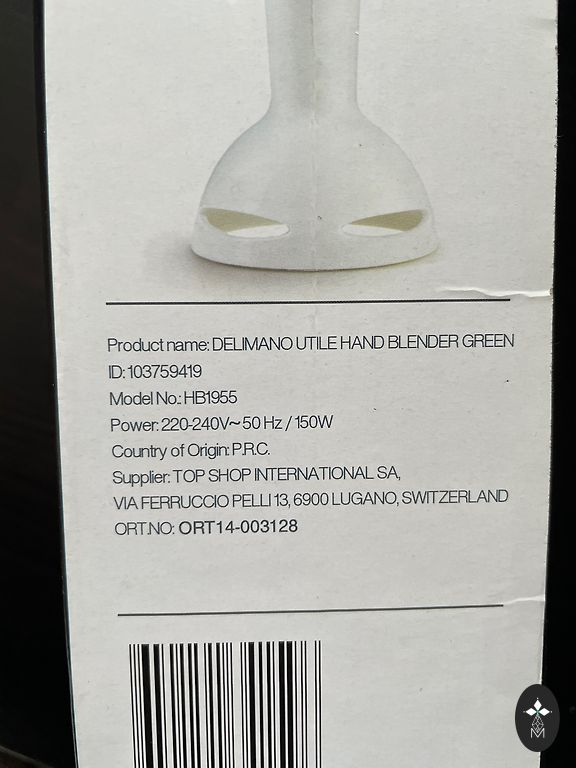 Product name: DELIMANO UTILE HAND BLENDER GREEN
ID: 103759419
Model No.: HB1955
Power: 220-240V~ 50 Hz / 150W
Country of Origin: P.R.C.
Supplier: TOP SHOP INTERNATIONAL SA,
VIA FERRUCCIO PELLI 13, 6900 LUGANO, SWITZERLAND
ORT.NO: ORT14-003128
M